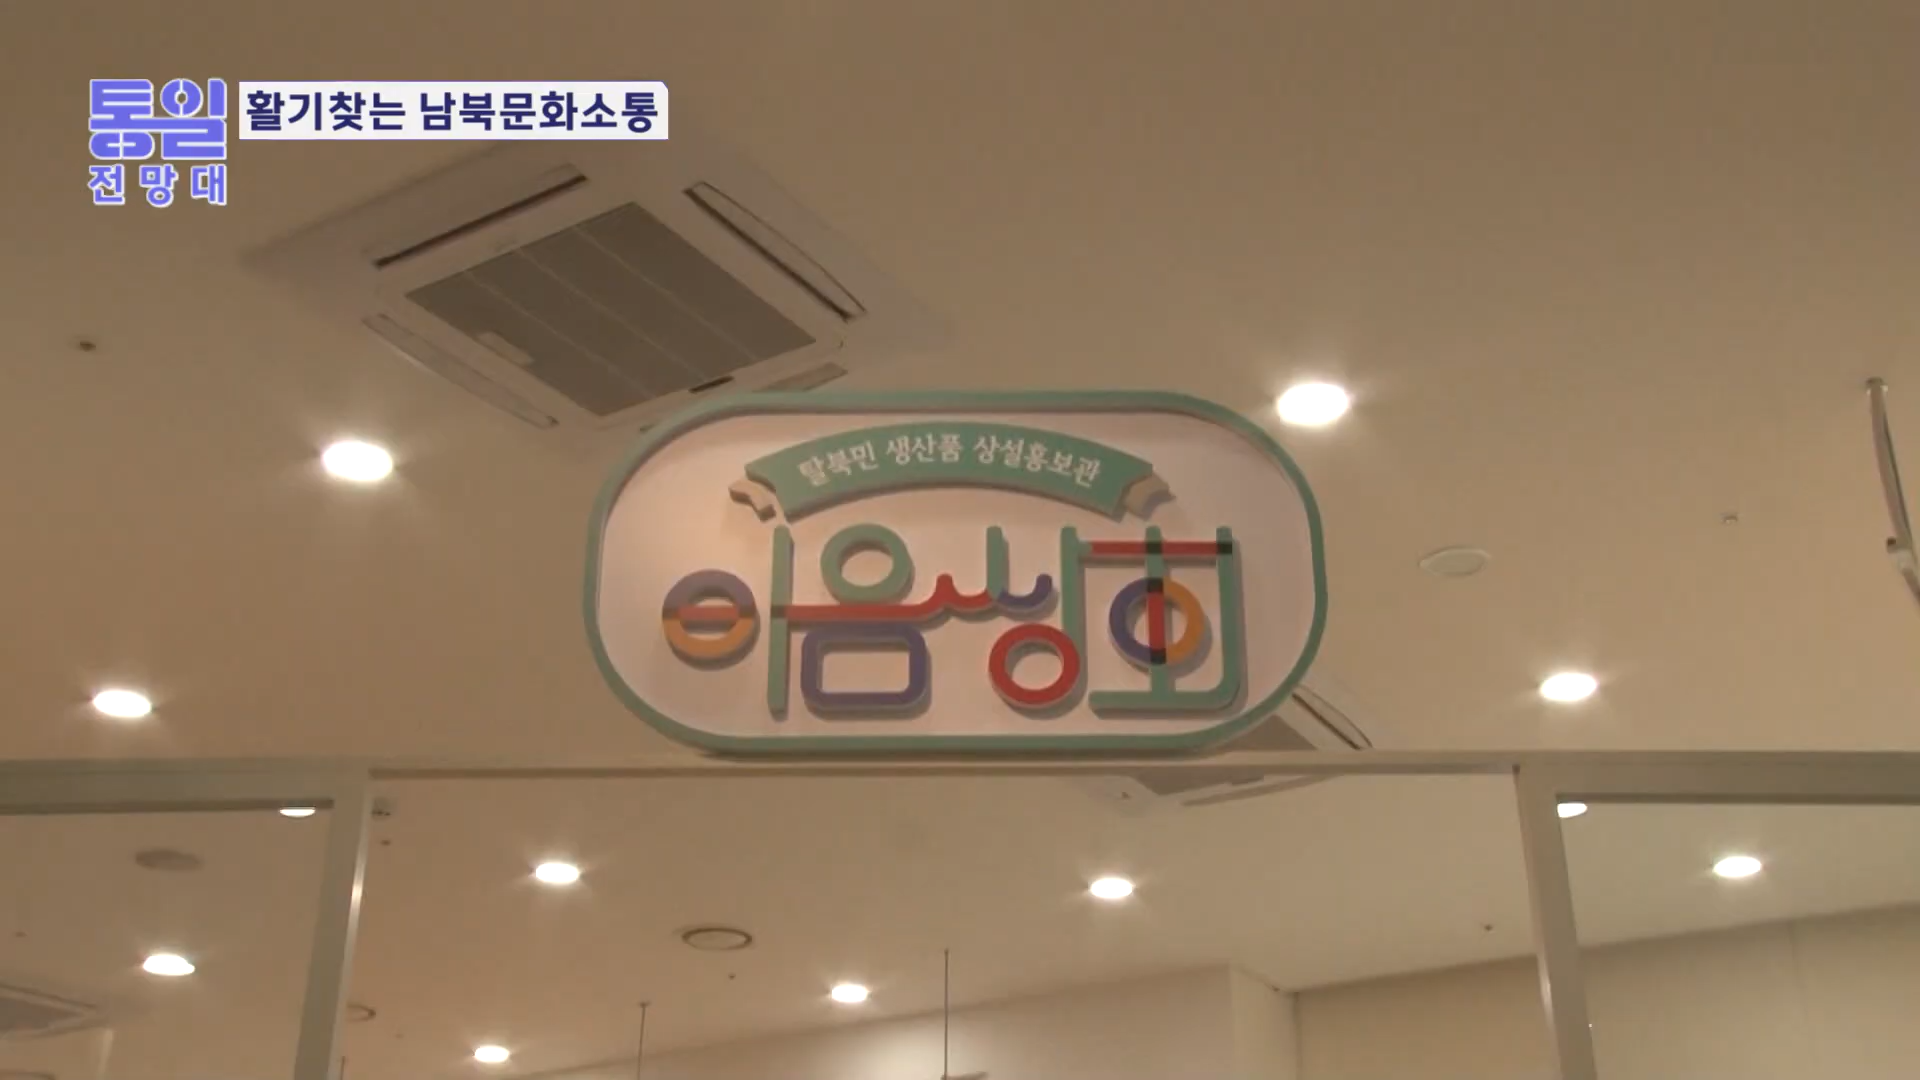 통일
전망대
활기찾는 남북문화소통
탈북민 생산품 상설홍보관
이음상회